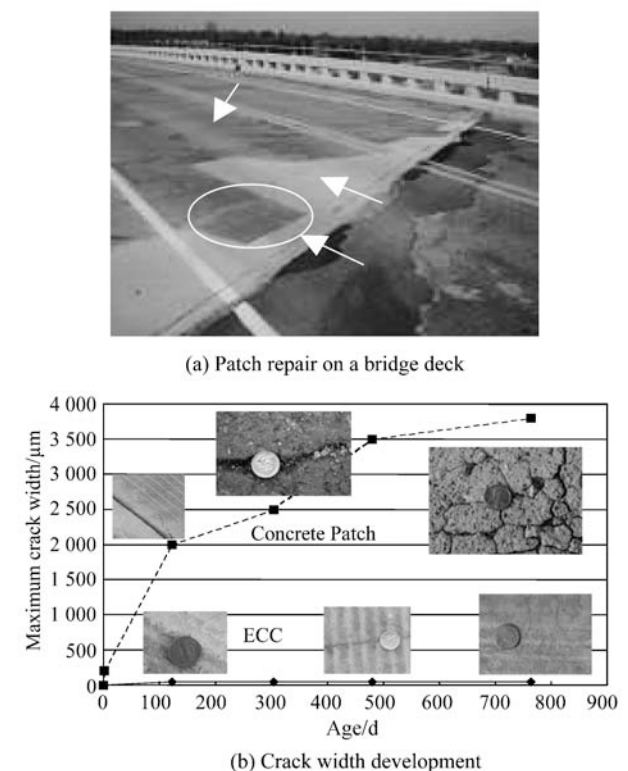 (a) Patch repair on a bridge deck
Maximum crack width/μm
4 000
3 500
3 000
2 500
2 000
1 500
1 000
500
0
Concrete Patch
ECC
0 100 200 300 400 500 600 700 800 900
Age/d
(b) Crack width development